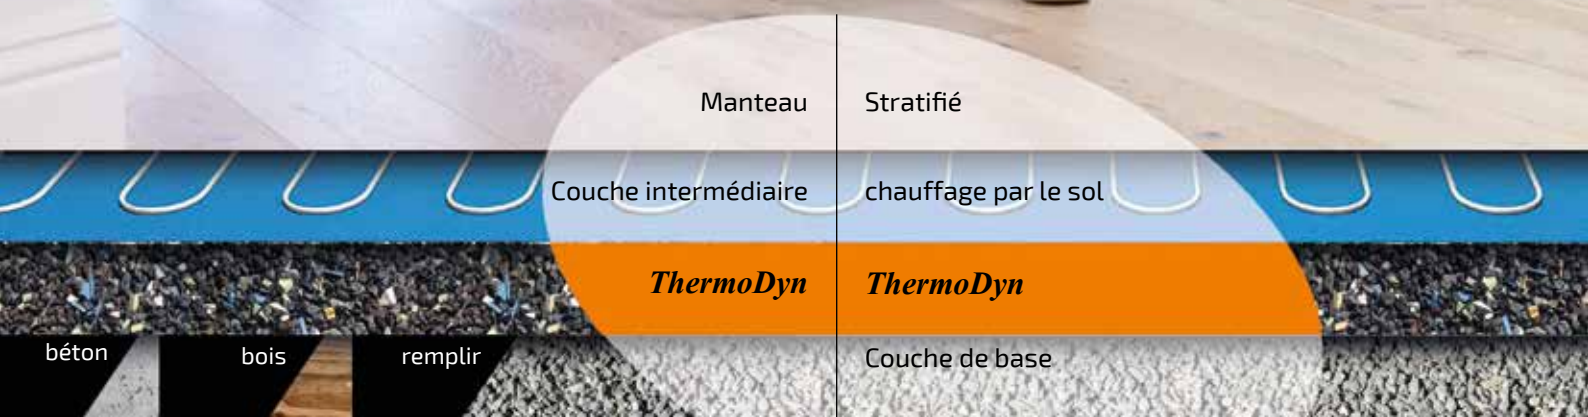 Manteau Stratifié
Couche intermédiaire chauffage par le sol
ThermoDyn ThermoDyn
béton bois remplir Couche de base